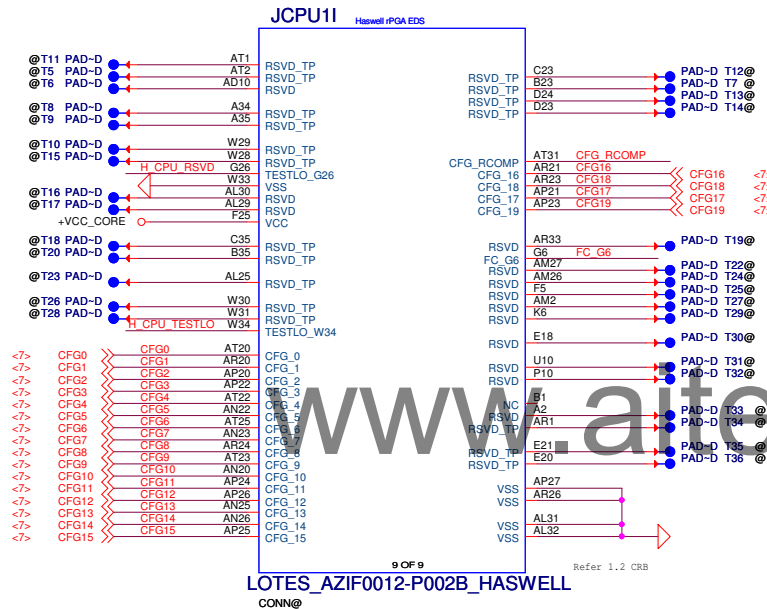 JCPU1I
Haswell rPGA EDS
@T11 PAD~D AT1 RSVD_TP
@T5 PAD~D AT2 RSVD_TP
@T6 PAD~D AD10 RSVD
@T8 PAD~D A34 RSVD_TP
@T9 PAD~D A35 RSVD_TP
@T10 PAD~D W29 RSVD_TP
@T15 PAD~D W28 RSVD_TP
H_CPU_RSVD G26 TESTLO_G26
W33 VSS
@T16 PAD~D AL30 RSVD
@T17 PAD~D AL29 RSVD
+VCC_CORE F25 VCC
@T18 PAD~D C35 RSVD_TP
@T20 PAD~D B35 RSVD_TP
@T23 PAD~D AL25 RSVD_TP
@T26 PAD~D W30 RSVD_TP
@T28 PAD~D W31 RSVD_TP
H_CPU_TESTLO W34 TESTLO_W34
<7> CFG0 CFG0 AT20 CFG_0
<7> CFG1 CFG1 AR20 CFG_1
<7> CFG2 CFG2 AP20 CFG_2
<7> CFG3 CFG3 AP22 CFG_3
<7> CFG4 CFG4 AT22 CFG_4
<7> CFG5 CFG5 AN22 CFG_5
<7> CFG6 CFG6 AT25 CFG_6
<7> CFG7 CFG7 AN23 CFG_7
<7> CFG8 CFG8 AR24 CFG_8
<7> CFG9 CFG9 AT23 CFG_9
<7> CFG10 CFG10 AN20 CFG_10
<7> CFG11 CFG11 AP24 CFG_11
<7> CFG12 CFG12 AP26 CFG_12
<7> CFG13 CFG13 AN25 CFG_13
<7> CFG14 CFG14 AN26 CFG_14
<7> CFG15 CFG15 AP25 CFG_15
RSVD_TP C23 PAD~D T12@
RSVD_TP B23 PAD~D T7 @
RSVD_TP D24 PAD~D T13@
RSVD_TP D23 PAD~D T14@
CFG_RCOMP AT31 CFG_RCOMP
CFG_16 AR21 CFG16 CFG16 <7>
CFG_18 AR23 CFG18 CFG18 <7>
CFG_17 AP21 CFG17 CFG17 <7>
CFG_19 AP23 CFG19 CFG19 <7>
RSVD AR33 PAD~D T19@
FC_G6 G6 FC_G6
RSVD AM27 PAD~D T22@
RSVD AM26 PAD~D T24@
RSVD F5 PAD~D T25@
RSVD AM2 PAD~D T27@
RSVD K6 PAD~D T29@
RSVD E18 PAD~D T30@
RSVD U10 PAD~D T31@
RSVD P10 PAD~D T32@
NC B1
RSVD A2 PAD~D T33 @
RSVD_TP AR1 PAD~D T34 @
RSVD_TP E21 PAD~D T35 @
RSVD_TP E20 PAD~D T36 @
VSS AP27
VSS AR26
VSS AL31
VSS AL32
www.aite
9 OF 9
Refer 1.2 CRB
LOTES_AZIF0012-P002B_HASWELL
CONN@